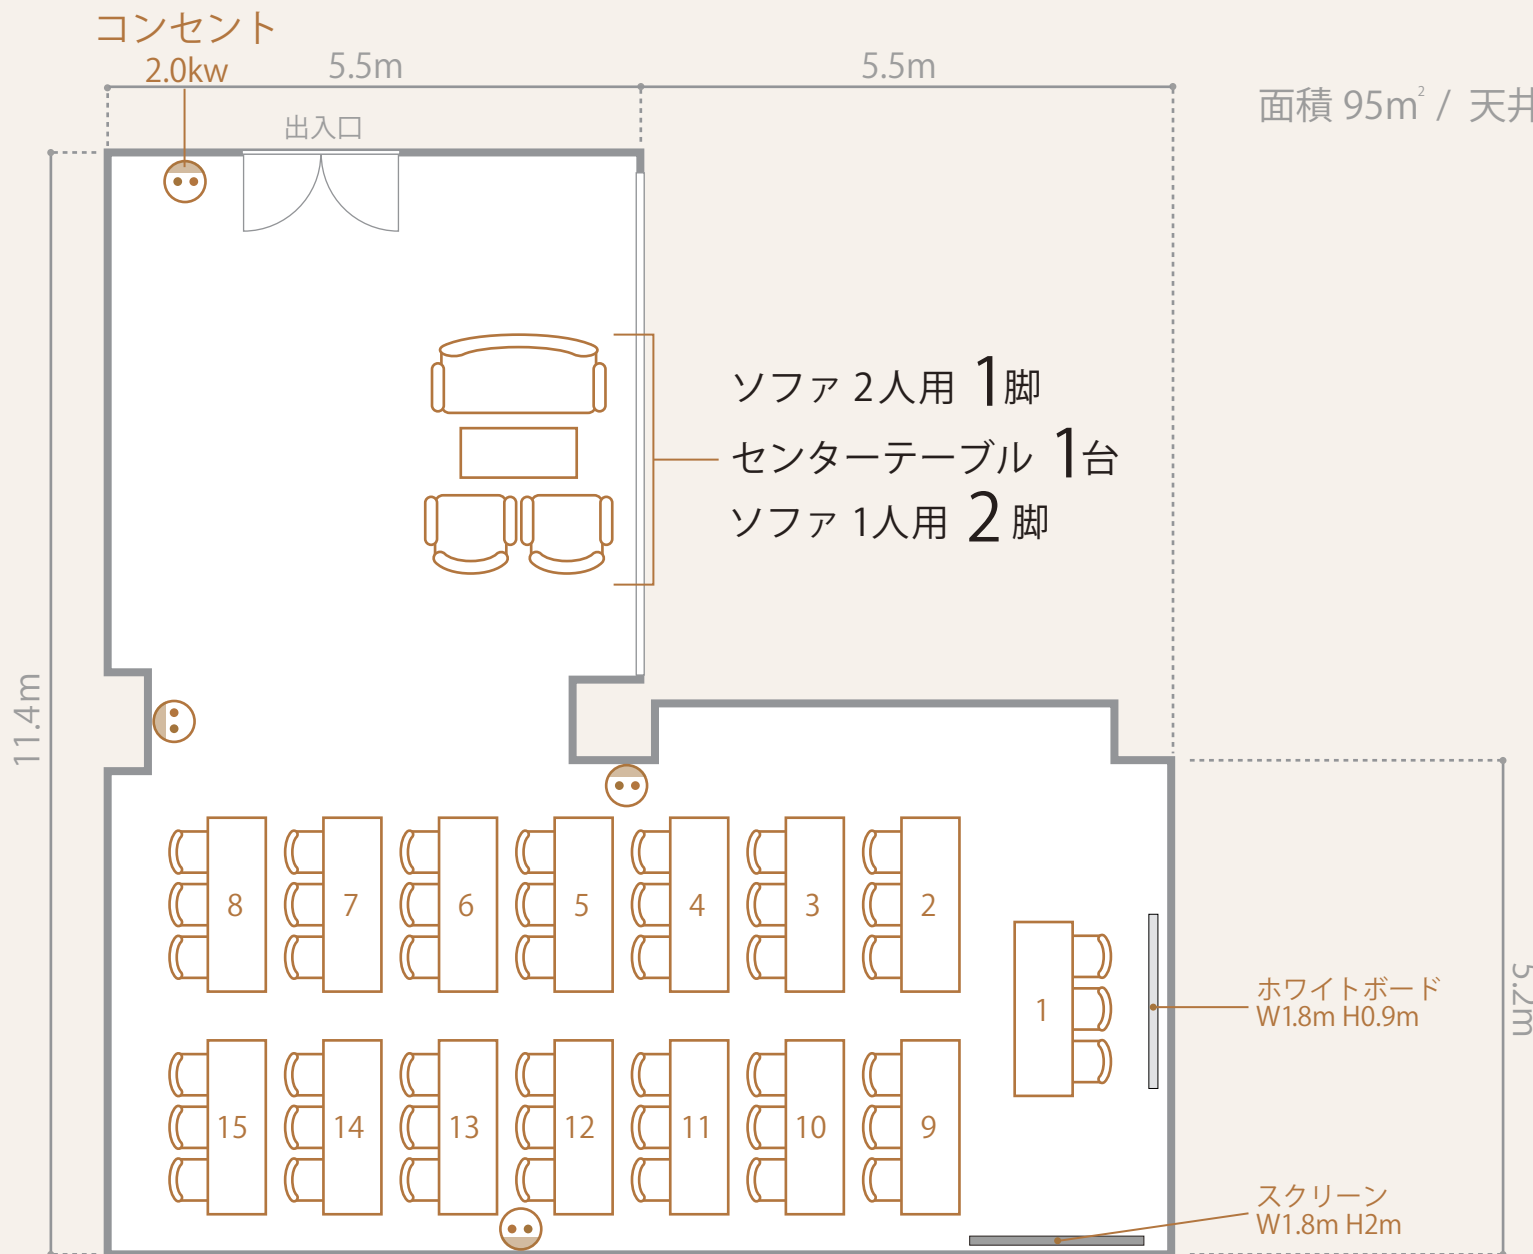 コンセント
2.0kw
5.5m
5.5m
面積 95m² / 天井
出入口
ソファ 2人用 1脚
センターテーブル 1台
ソファ 1人用 2脚
11.4m
8
7
6
5
4
3
2
1
ホワイトボード
W1.8m H0.9m
5.2m
15
14
13
12
11
10
9
スクリーン
W1.8m H2m